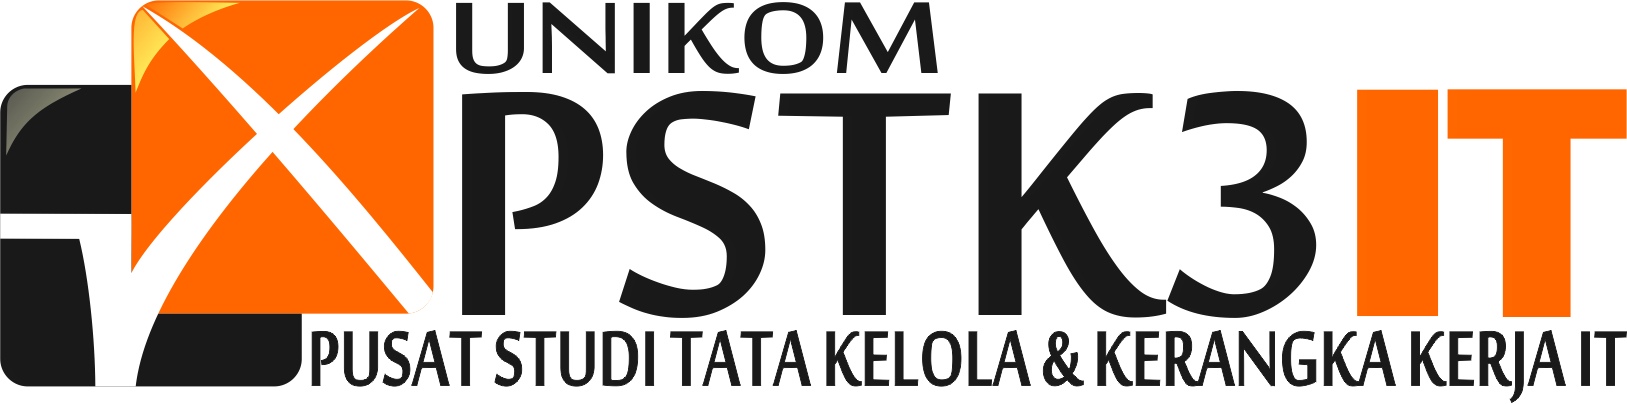 UNIKOM
PSTK3IT
PUSAT STUDI TATA KELOLA & KERANGKA KERJA IT